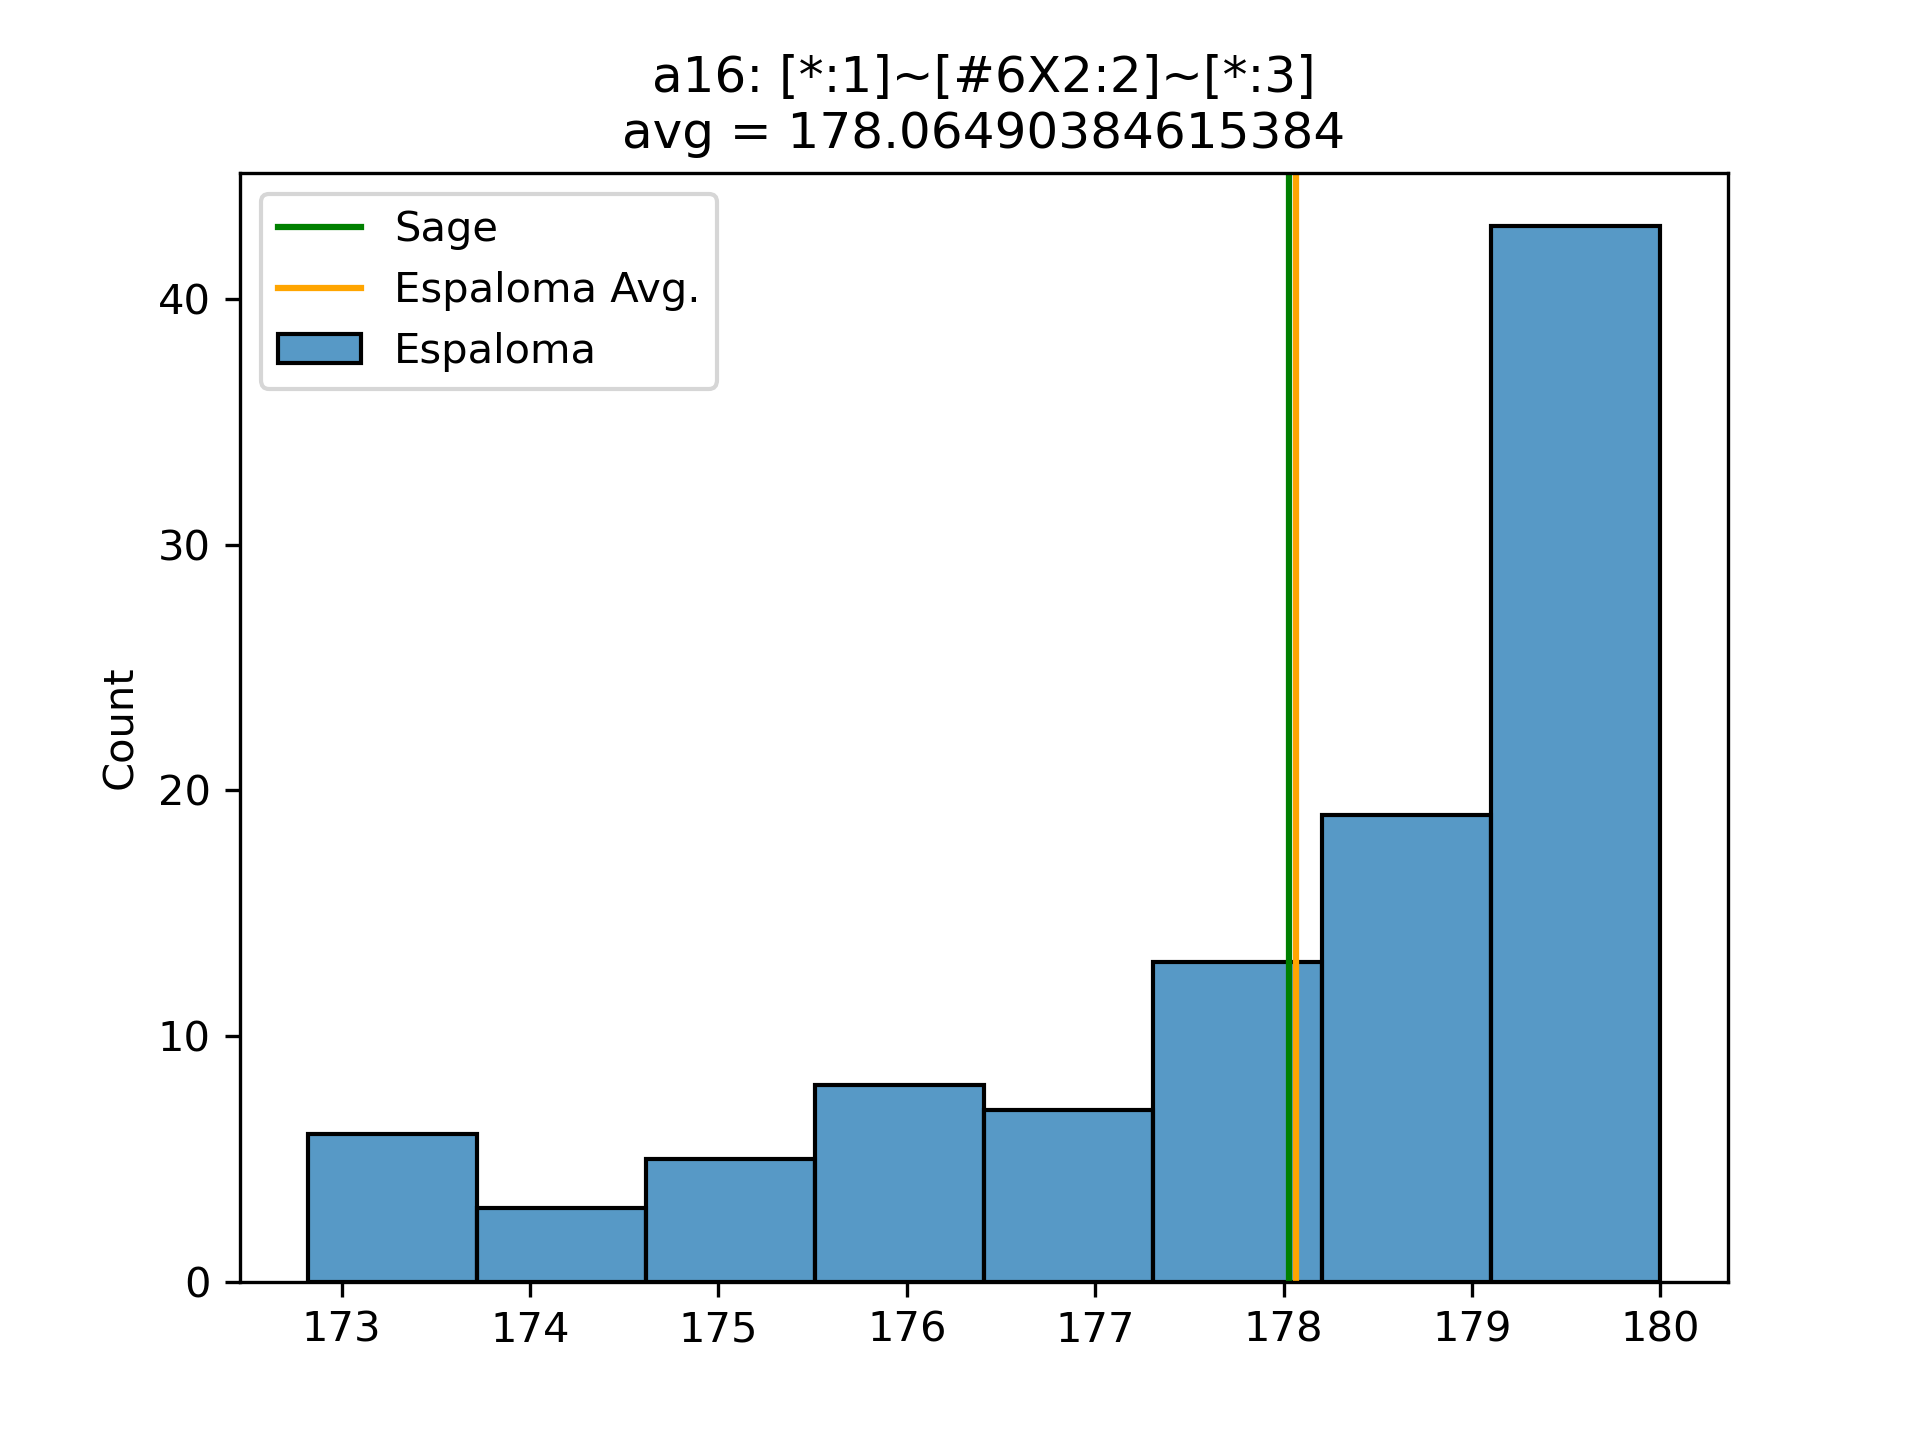 a16: [*:1]~[#6X2:2]~[*:3]
avg = 178.06490384615384
Sage
Espaloma Avg.
Espaloma
40
30
20
10
0
Count
173 174 175 176 177 178 179 180